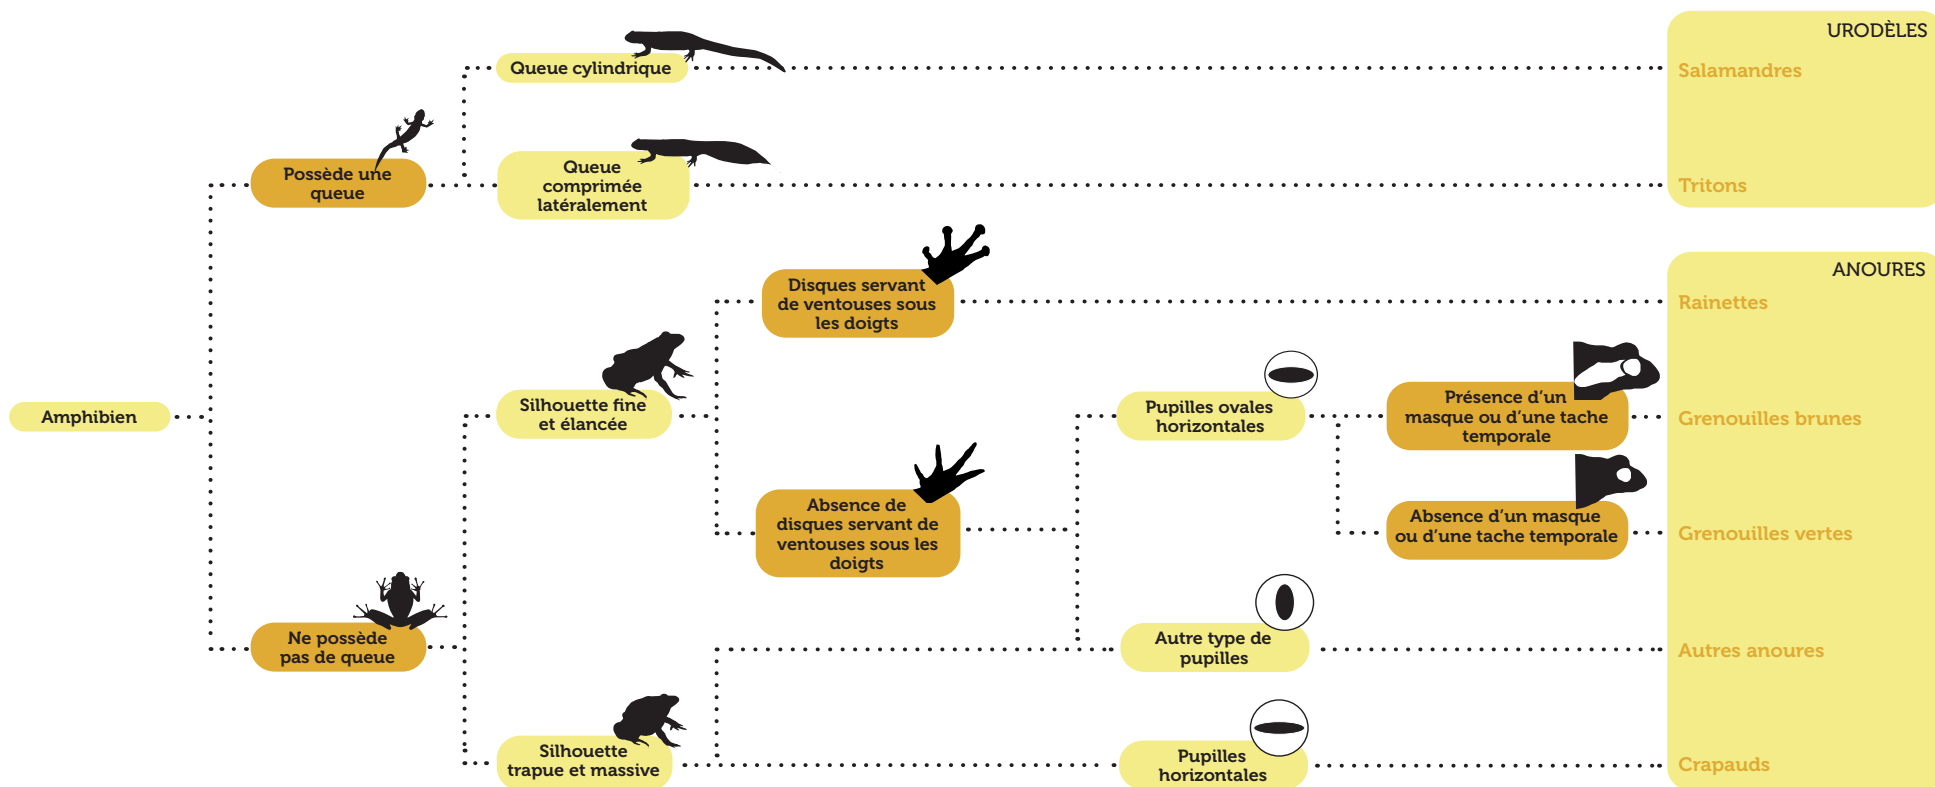 URODÈLES
Queue cylindrique
Salamandres
Possède une
queue
Queue
comprimée
latéralement
Tritons
ANOURES
Disques servant
de ventouses sous
les doigts
Rainettes
Amphibien
Silhouette fine
et élancée
Pupilles ovales
horizontales
Présence d’un
masque ou d’une tache
temporale
Grenouilles brunes
Absence de
disques servant de
ventouses sous les
doigts
Absence d’un masque
ou d’une tache temporale
Grenouilles vertes
Ne possède
pas de queue
Autre type de
pupilles
Autres anoures
Silhouette
trapue et massive
Pupilles
horizontales
Crapauds